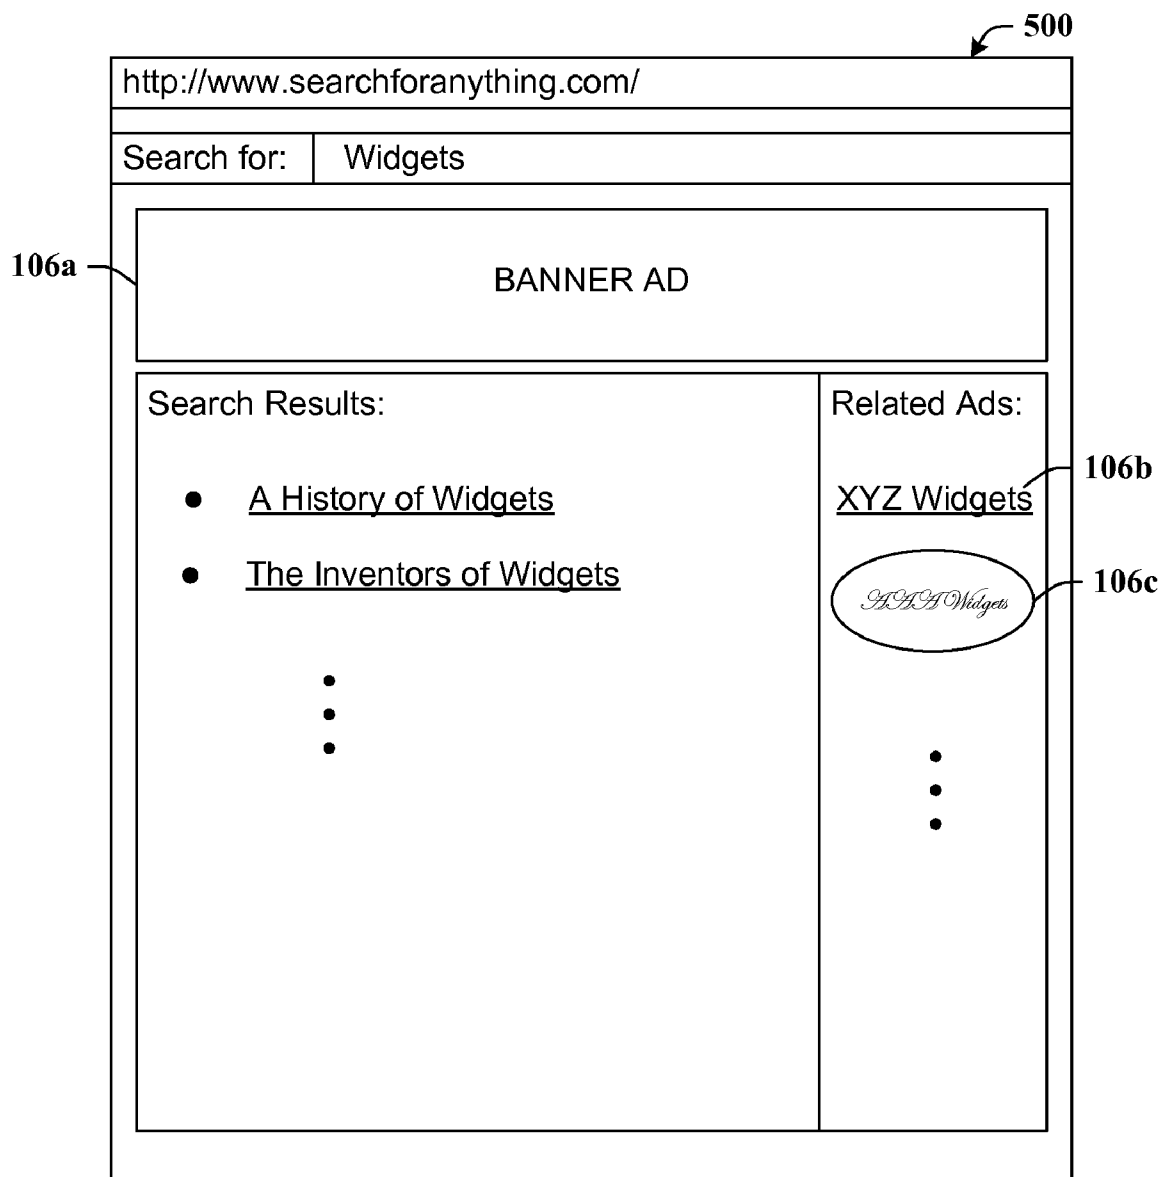 500
http://www.searchforanything.com/
Search for: Widgets
106a
BANNER AD
Search Results:
Related Ads:
• A History of Widgets
XYZ Widgets
106b
• The Inventors of Widgets
AAA Widgets
106c